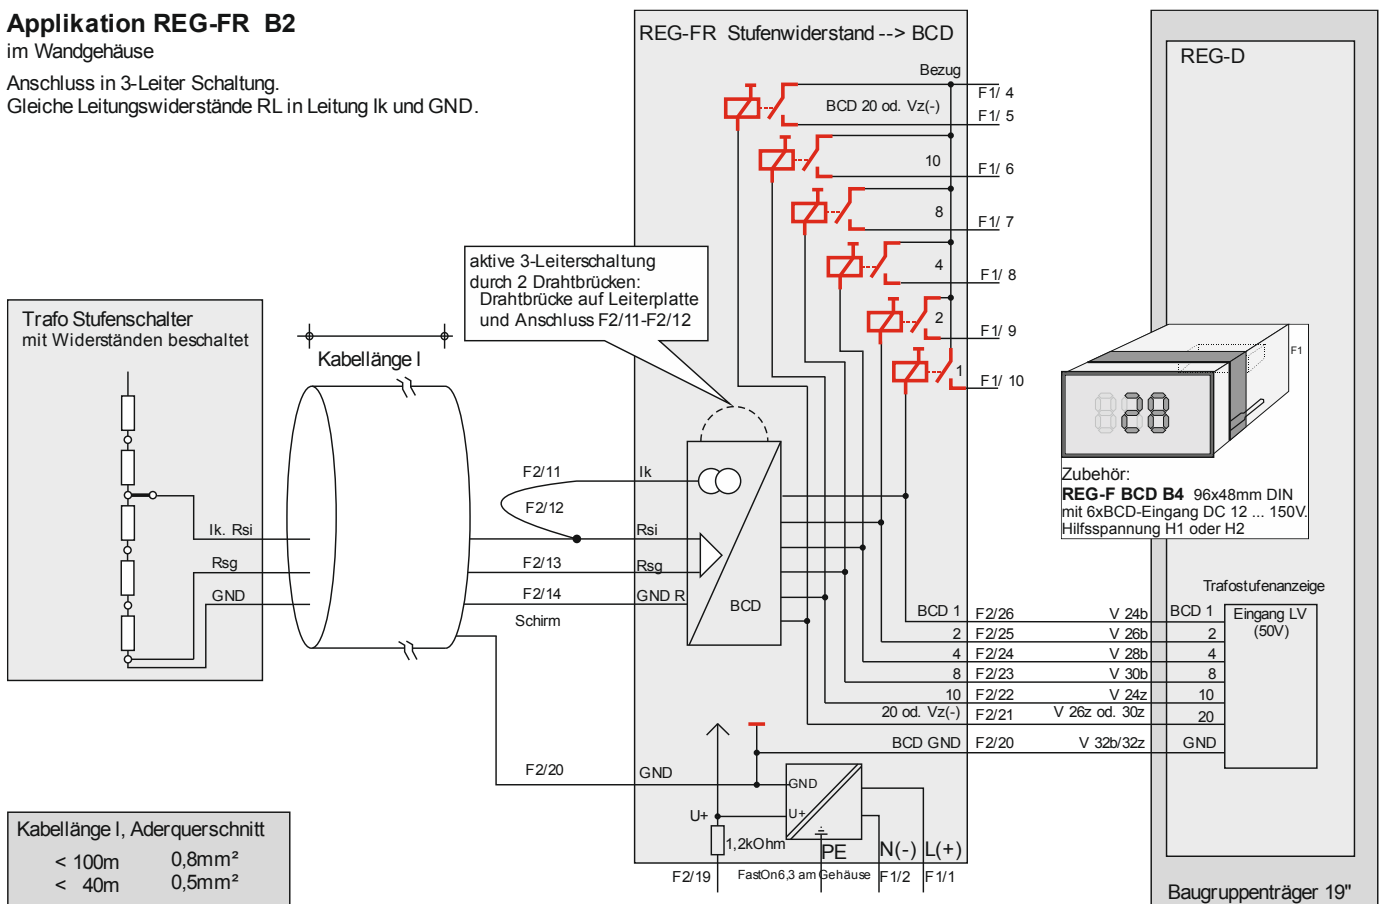 Applikation REG-FR B2
im Wandgehäuse
Anschluss in 3-Leiter Schaltung.
Gleiche Leitungswiderstände RL in Leitung Ik und GND.
REG-FR Stufenwiderstand --> BCD
Bezug
F1/ 4
BCD 20 od. Vz(-)
F1/ 5
10
F1/ 6
8
F1/ 7
4
F1/ 8
2
F1/ 9
1
F1/ 10
REG-D
aktive 3-Leiterschaltung
durch 2 Drahtbrücken:
Drahtbrücke auf Leiterplatte
und Anschluss F2/11-F2/12
Trafo Stufenschalter
mit Widerständen beschaltet
Kabellänge l
Ik. Rsi
Rsg
GND
F2/11
F2/12
F2/13
F2/14
Schirm
F2/20
Ik
Rsi
Rsg
GND R
BCD
F1
28
Zubehör:
REG-F BCD B4 96x48mm DIN
mit 6xBCD-Eingang DC 12 ... 150V.
Hilfsspannung H1 oder H2
Trafostufenanzeige
Eingang LV
(50V)
BCD 1 F2/26 V 24b BCD 1
2 F2/25 V 26b 2
4 F2/24 V 28b 4
8 F2/23 V 30b 8
10 F2/22 V 24z 10
20 od. Vz(-) F2/21 V 26z od. 30z 20
BCD GND F2/20 V 32b/32z GND
GND
GND
U+
U+
1,2kOhm
PE
N(-)
L(+)
F2/19
FastOn6,3 am Gehäuse
F1/2
F1/1
Kabellänge l, Aderquerschnitt
< 100m 0,8mm²
< 40m 0,5mm²
Baugruppenträger 19"